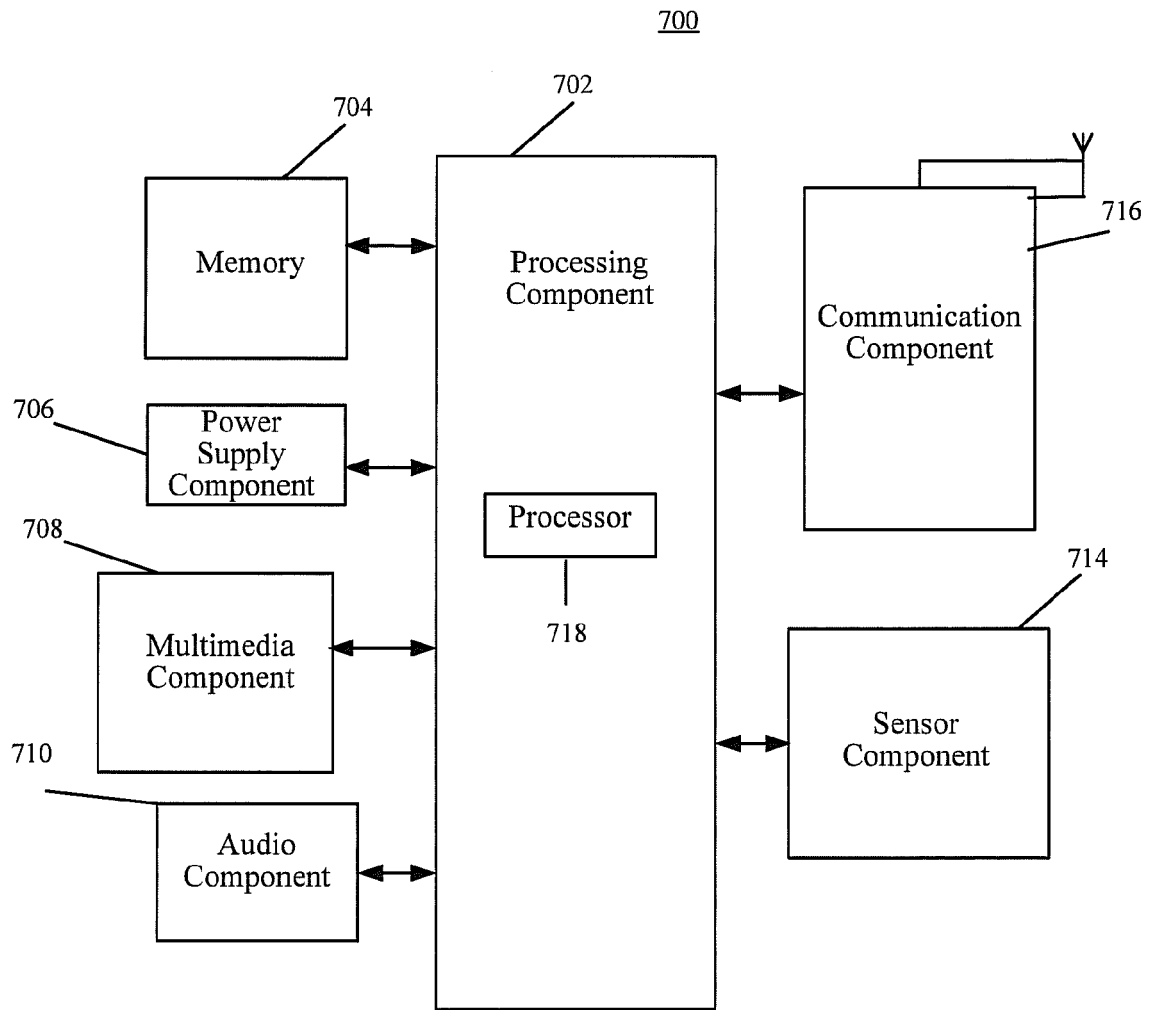 700
702
704
Memory
Processing
Component
716
Communication
Component
706
Power
Supply
Component
Processor
718
708
Multimedia
Component
714
Sensor
Component
710
Audio
Component